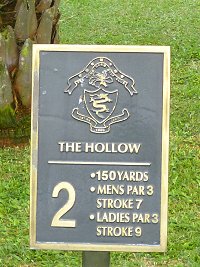 THE HOLLOW
2
•150 YARDS
•MENS PAR 3
STROKE 7
•LADIES PAR 3
STROKE 9